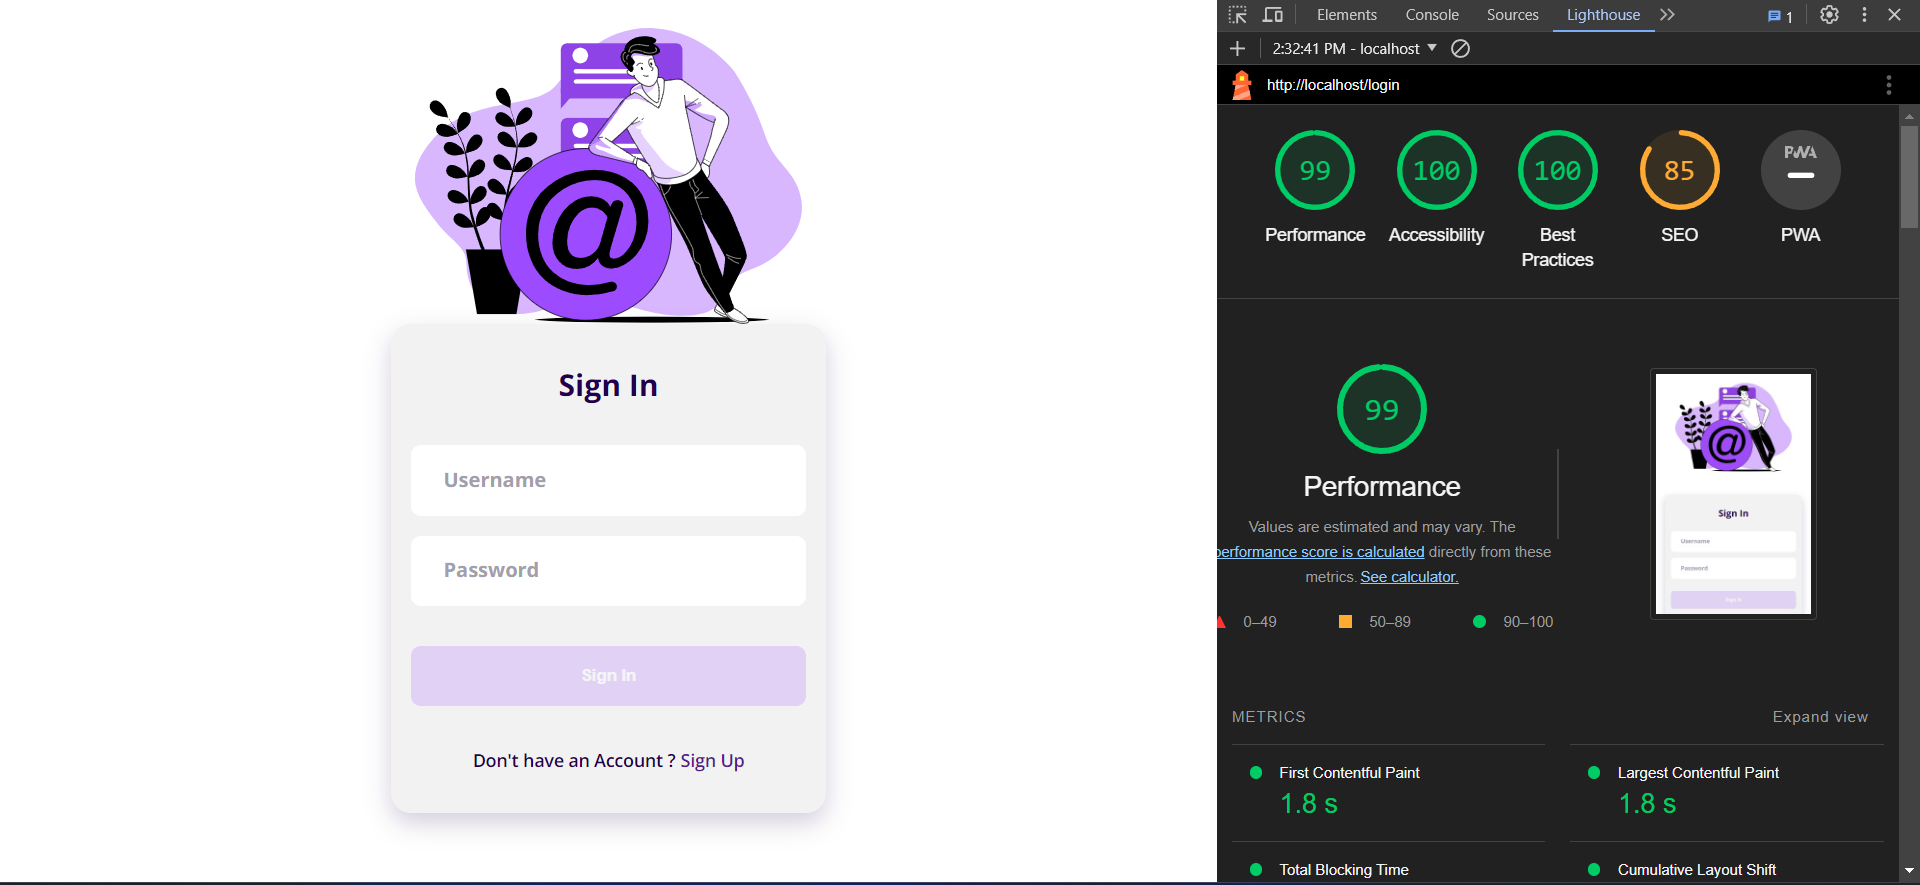 @
Sign In
Username
Password
Sign In
Don't have an Account ? Sign Up
Elements
Console
Sources
Lighthouse
1
2:32:41 PM - localhost
http://localhost/login
99
100
100
85
PWA
Performance
Accessibility
Best
Practices
SEO
PWA
99
Performance
Values are estimated and may vary. The
performance score is calculated directly from these
metrics. See calculator.
0–49
50–89
90–100
@
Sign In
Username
Password
Sign In
METRICS
Expand view
First Contentful Paint
1.8 s
Largest Contentful Paint
1.8 s
Total Blocking Time
Cumulative Layout Shift